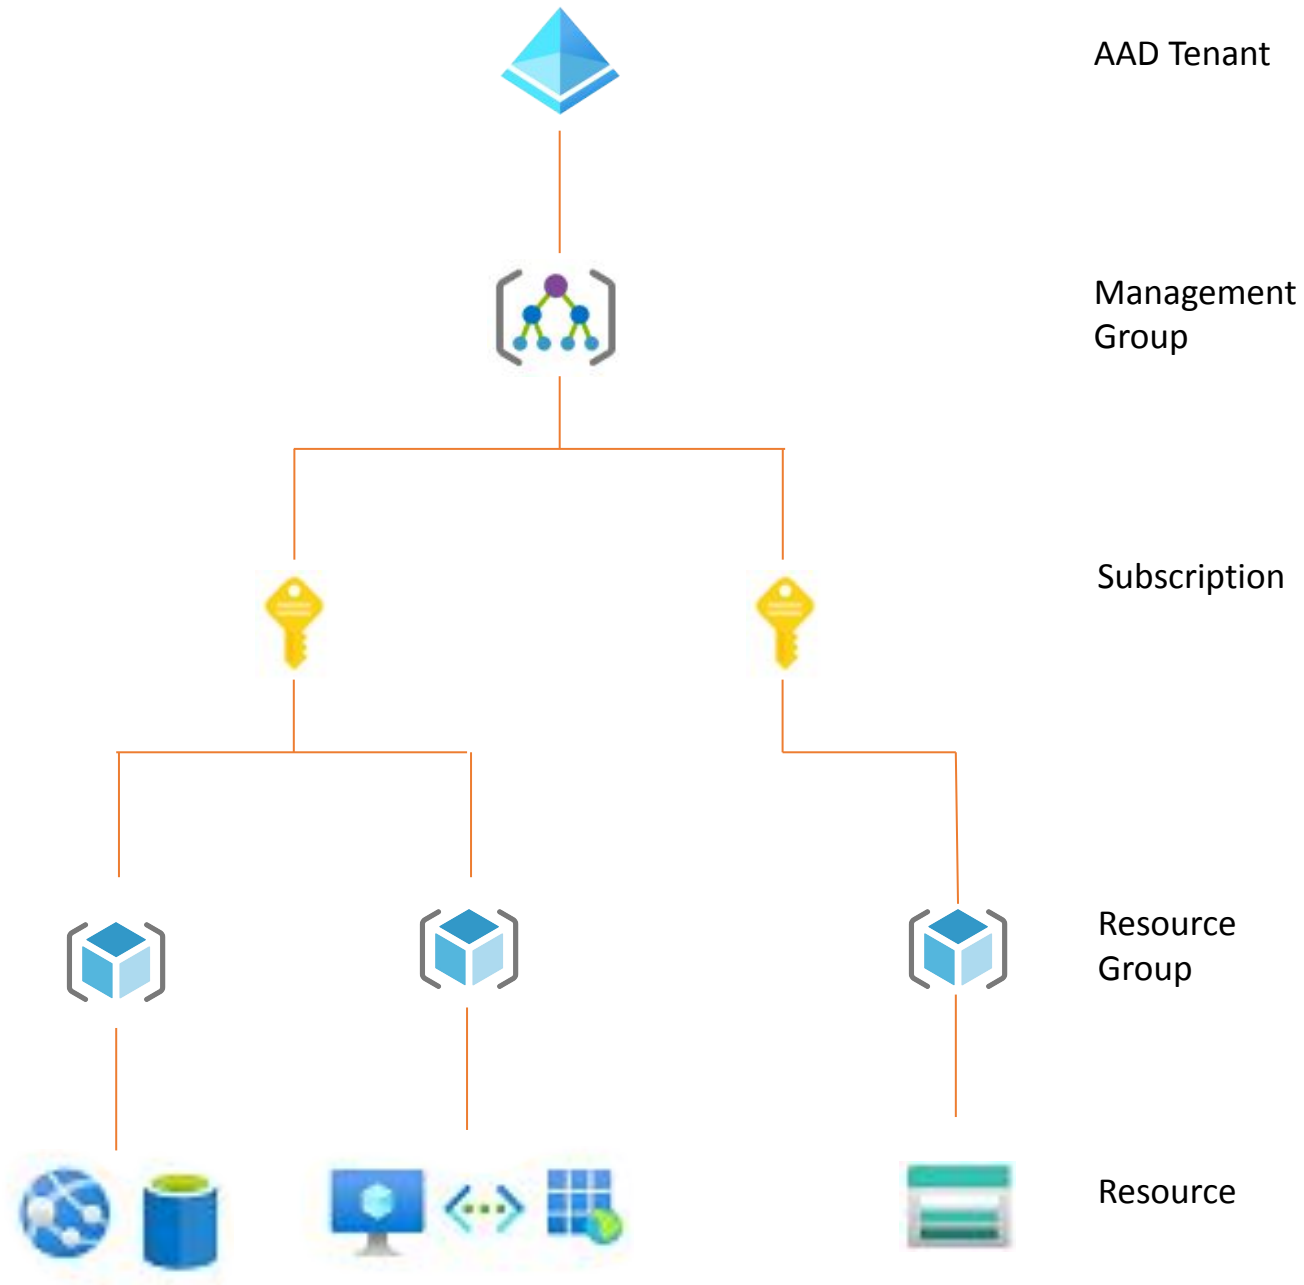 AAD Tenant
Management
Group
Subscription
Resource
Group
Resource